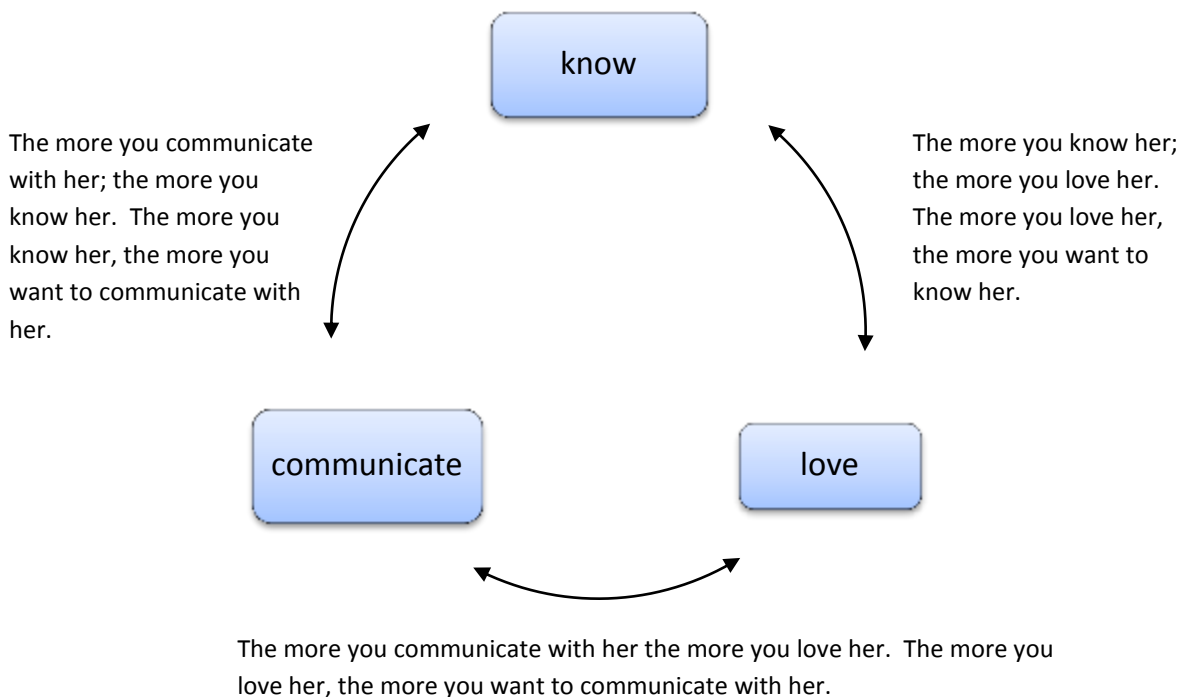 know
The more you communicate
with her; the more you
know her.  The more you
know her, the more you
want to communicate with
her.
The more you know her;
the more you love her.
The more you love her,
the more you want to
know her.
communicate
love
The more you communicate with her the more you love her.  The more you
love her, the more you want to communicate with her.